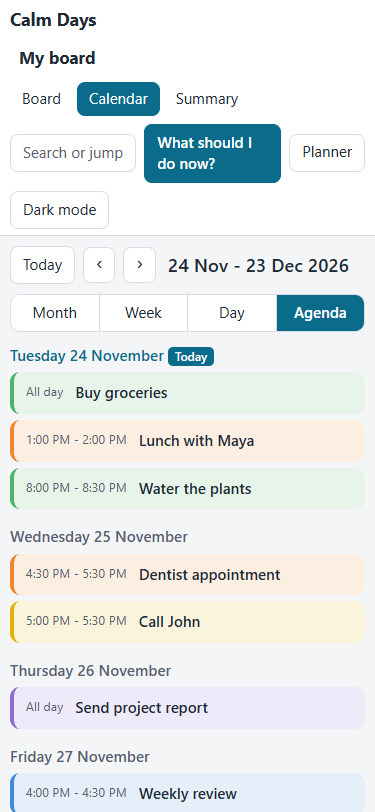 Calm Days
My board
Board Calendar Summary
Search or jump
What should I
do now?
Planner
Dark mode
Today ‹ › 24 Nov - 23 Dec 2026
Month Week Day Agenda
Tuesday 24 November Today
All day Buy groceries
1:00 PM - 2:00 PM Lunch with Maya
8:00 PM - 8:30 PM Water the plants
Wednesday 25 November
4:30 PM - 5:30 PM Dentist appointment
5:00 PM - 5:30 PM Call John
Thursday 26 November
All day Send project report
Friday 27 November
4:00 PM - 4:30 PM Weekly review